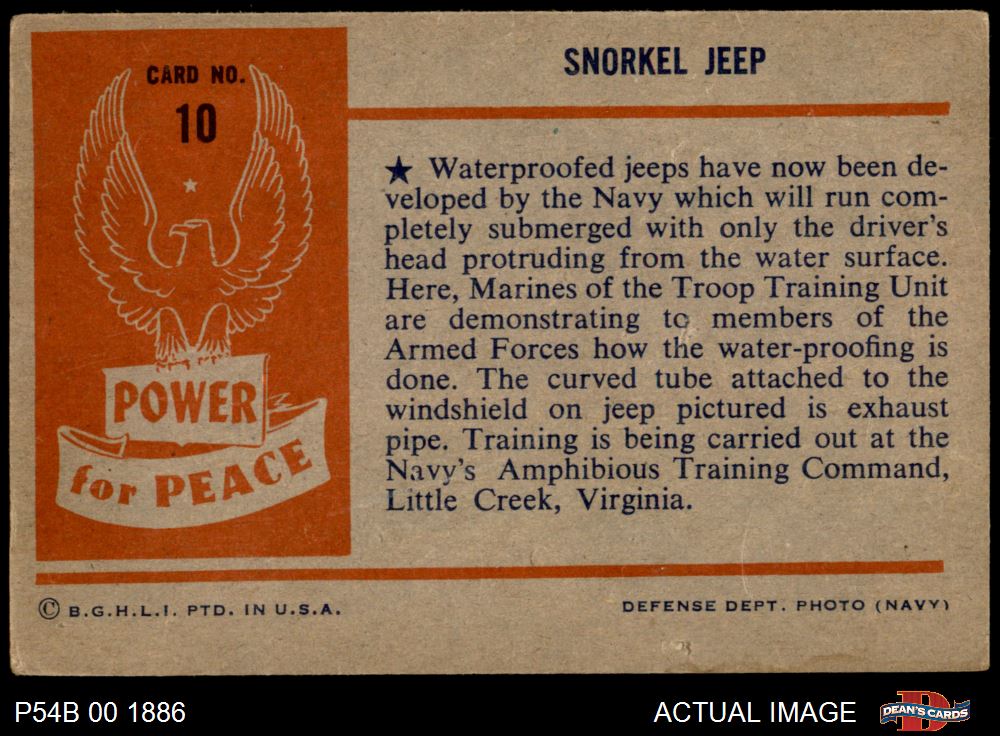 CARD NO.
10
POWER
for PEACE
SNORKEL JEEP
★ Waterproofed jeeps have now been de-
veloped by the Navy which will run com-
pletely submerged with only the driver's
head protruding from the water surface.
Here, Marines of the Troop Training Unit
are demonstrating to members of the
Armed Forces how the water-proofing is
done. The curved tube attached to the
windshield on jeep pictured is exhaust
pipe. Training is being carried out at the
Navy's Amphibious Training Command,
Little Creek, Virginia.
© B.G.H.L.I. PTD. IN U.S.A.
DEFENSE DEPT. PHOTO (NAVY)
P54B 00 1886
ACTUAL IMAGE
D
DEAN'S CARDS